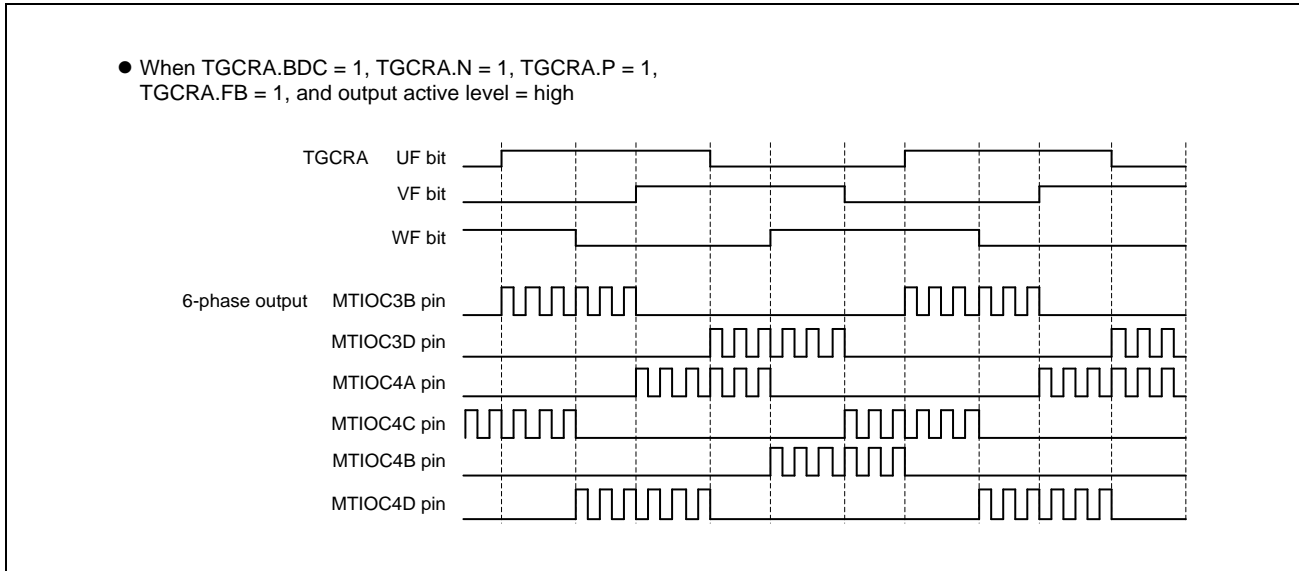 ● When TGCRA.BDC = 1, TGCRA.N = 1, TGCRA.P = 1,
TGCRA.FB = 1, and output active level = high
TGCRA UF bit
VF bit
WF bit
6-phase output MTIOC3B pin
MTIOC3D pin
MTIOC4A pin
MTIOC4C pin
MTIOC4B pin
MTIOC4D pin